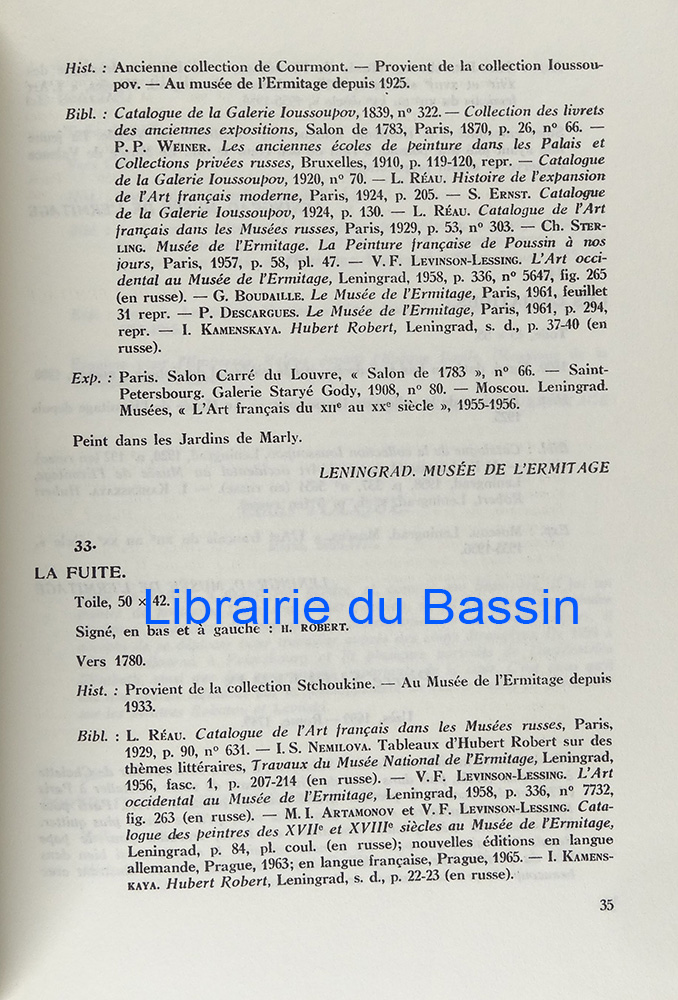 Hist. : Ancienne collection de Courmont. — Provient de la collection Ioussou-
pov. — Au musée de l'Ermitage depuis 1925.
Bibl. : Catalogue de la Galerie Ioussoupov, 1839, nº 322. — Collection des livrets
des anciennes expositions, Salon de 1783, Paris, 1870, p. 26, nº 66. —
P. P. WEINER. Les anciennes écoles de peinture dans les Palais et
Collections privées russes, Bruxelles, 1910, p. 119-120, repr. — Catalogue
de la Galerie Ioussoupov, 1920, nº 70. — L. RÉAU. Histoire de l'expansion
de l'Art français moderne, Paris, 1924, p. 205. — S. ERNST. Catalogue
de la Galerie Ioussoupov, 1924, p. 130. — L. RÉAU. Catalogue de l'Art
français dans les Musées russes, Paris, 1929, p. 53, nº 303. — Ch. STER-
LING. Musée de l'Ermitage. La Peinture française de Poussin à nos
jours, Paris, 1957, p. 58, pl. 47. — V. F. LEVINSON-LESSING. L'Art occi-
dental au Musée de l'Ermitage, Leningrad, 1958, p. 336, nº 5647, fig. 265
(en russe). — G. BOUDAILLE. Le Musée de l'Ermitage, Paris, 1961, feuillet
31 repr. — P. DESCARGUES. Le Musée de l'Ermitage, Paris, 1961, p. 294,
repr. — I. KAMENSKAYA. Hubert Robert, Leningrad, s. d., p. 37-40 (en
russe).
Exp. : Paris. Salon Carré du Louvre, « Salon de 1783 », nº 66. — Saint-
Petersbourg. Galerie Staryé Gody, 1908, nº 80. — Moscou. Leningrad.
Musées, « L'Art français du XIIe au XXe siècle », 1955-1956.
Peint dans les Jardins de Marly.
LENINGRAD. MUSÉE DE L'ERMITAGE
33.
LA FUITE.
Toile, 50 × 42.
Librairie du Bassin
Signé, en bas et à gauche : H. ROBERT.
Vers 1780.
Hist. : Provient de la collection Stchoukine. — Au Musée de l'Ermitage depuis
1933.
Bibl. : L. RÉAU. Catalogue de l'Art français dans les Musées russes, Paris,
1929, p. 90, nº 631. — I. S. NEMILOVA. Tableaux d'Hubert Robert sur des
thèmes littéraires, Travaux du Musée National de l'Ermitage, Leningrad,
1956, fasc. 1, p. 207-214 (en russe). — V. F. LEVINSON-LESSING. L'Art
occidental au Musée de l'Ermitage, Leningrad, 1958, p. 336, nº 7732,
fig. 263 (en russe). — M. I. ARTAMONOV et V. F. LEVINSON-LESSING. Cata-
logue des peintres des XVIIe et XVIIIe siècles au Musée de l'Ermitage,
Leningrad, p. 84, pl. coul. (en russe); nouvelles éditions en langue
allemande, Prague, 1963; en langue française, Prague, 1965. — I. KAMENS-
KAYA. Hubert Robert, Leningrad, s. d., p. 22-23 (en russe).
35